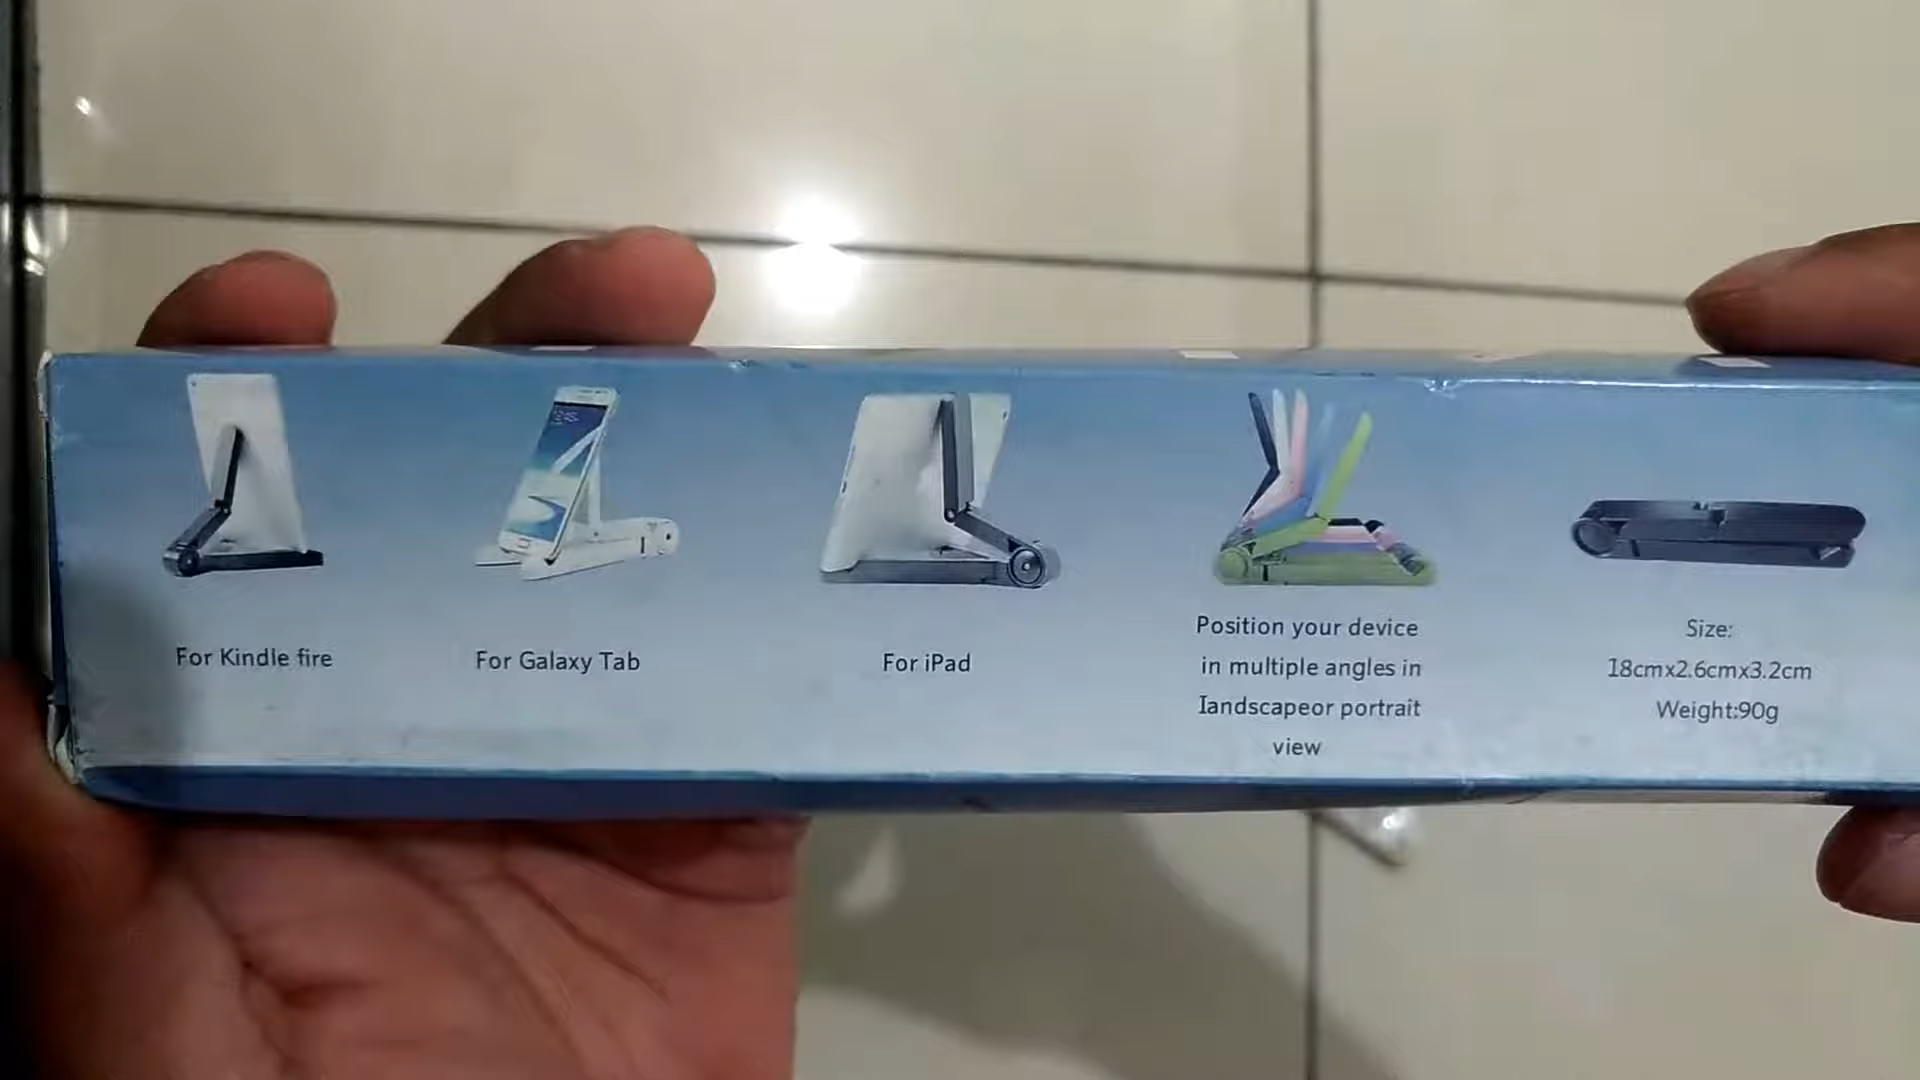 For Kindle fire
For Galaxy Tab
For iPad
Position your device
in multiple angles in
Iandscapeor portrait
view
Size:
18cmx2.6cmx3.2cm
Weight:90g